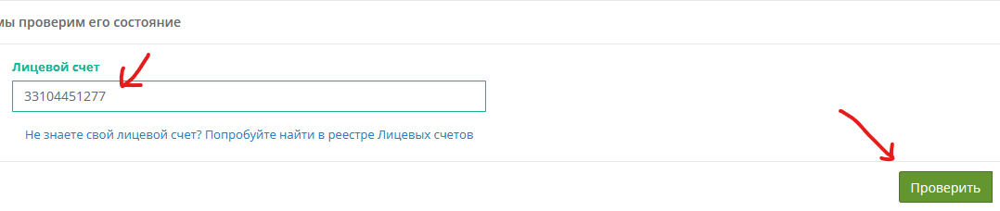 мы проверим его состояние
Лицевой счет
33104451277
Не знаете свой лицевой счет? Попробуйте найти в реестре Лицевых счетов
Проверить